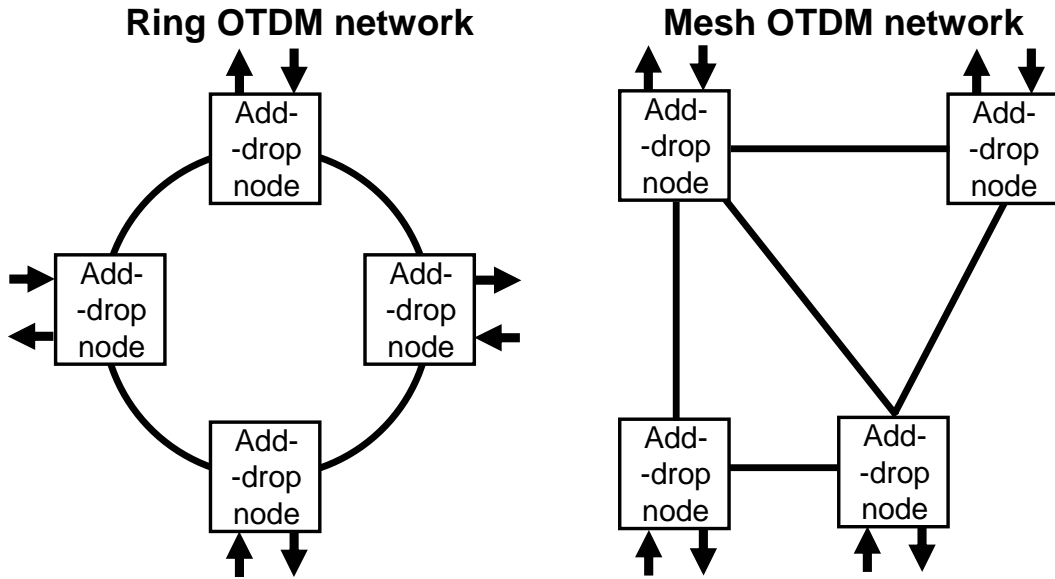 Ring OTDM network
Add-
-drop
node
Add-
-drop
node
Add-
-drop
node
Add-
-drop
node
Mesh OTDM network
Add-
-drop
node
Add-
-drop
node
Add-
-drop
node
Add-
-drop
node